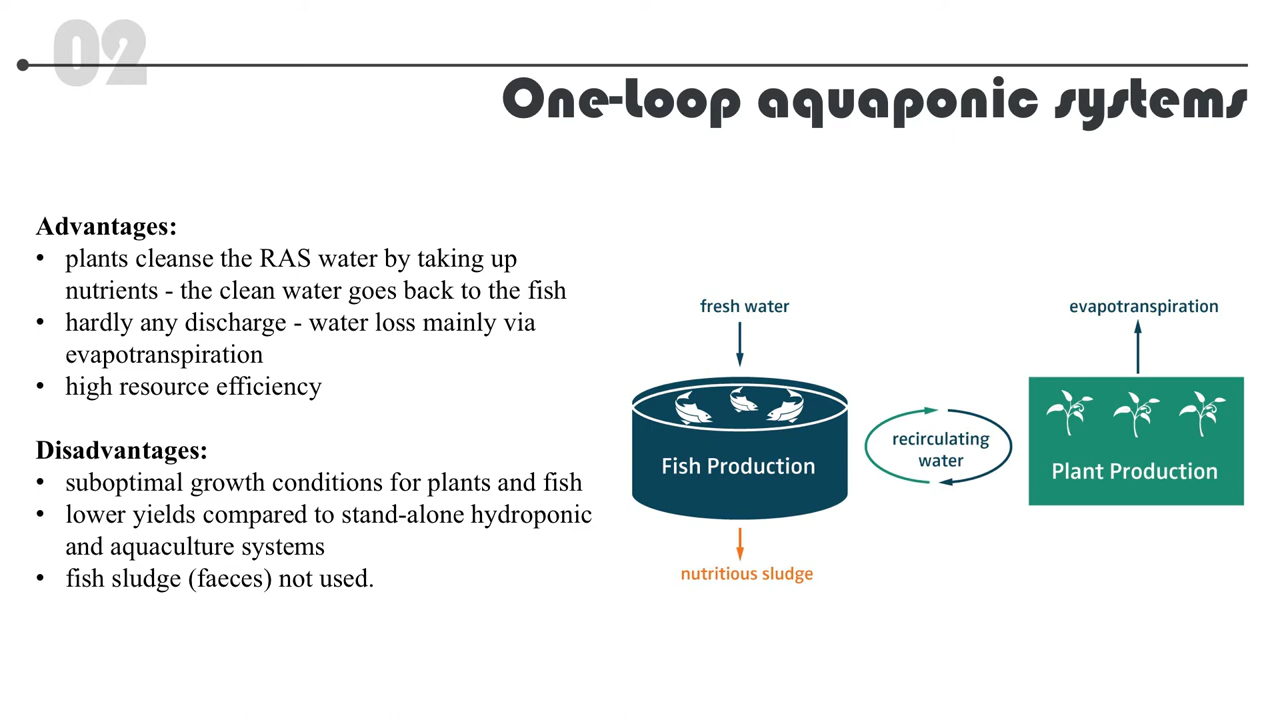 02
One-Loop aquaponic systems
Advantages:
• plants cleanse the RAS water by taking up
nutrients - the clean water goes back to the fish
• hardly any discharge - water loss mainly via
evapotranspiration
• high resource efficiency
Disadvantages:
• suboptimal growth conditions for plants and fish
• lower yields compared to stand-alone hydroponic
and aquaculture systems
• fish sludge (faeces) not used.
fresh water
evapotranspiration
Fish Production
recirculating
water
Plant Production
nutritious sludge